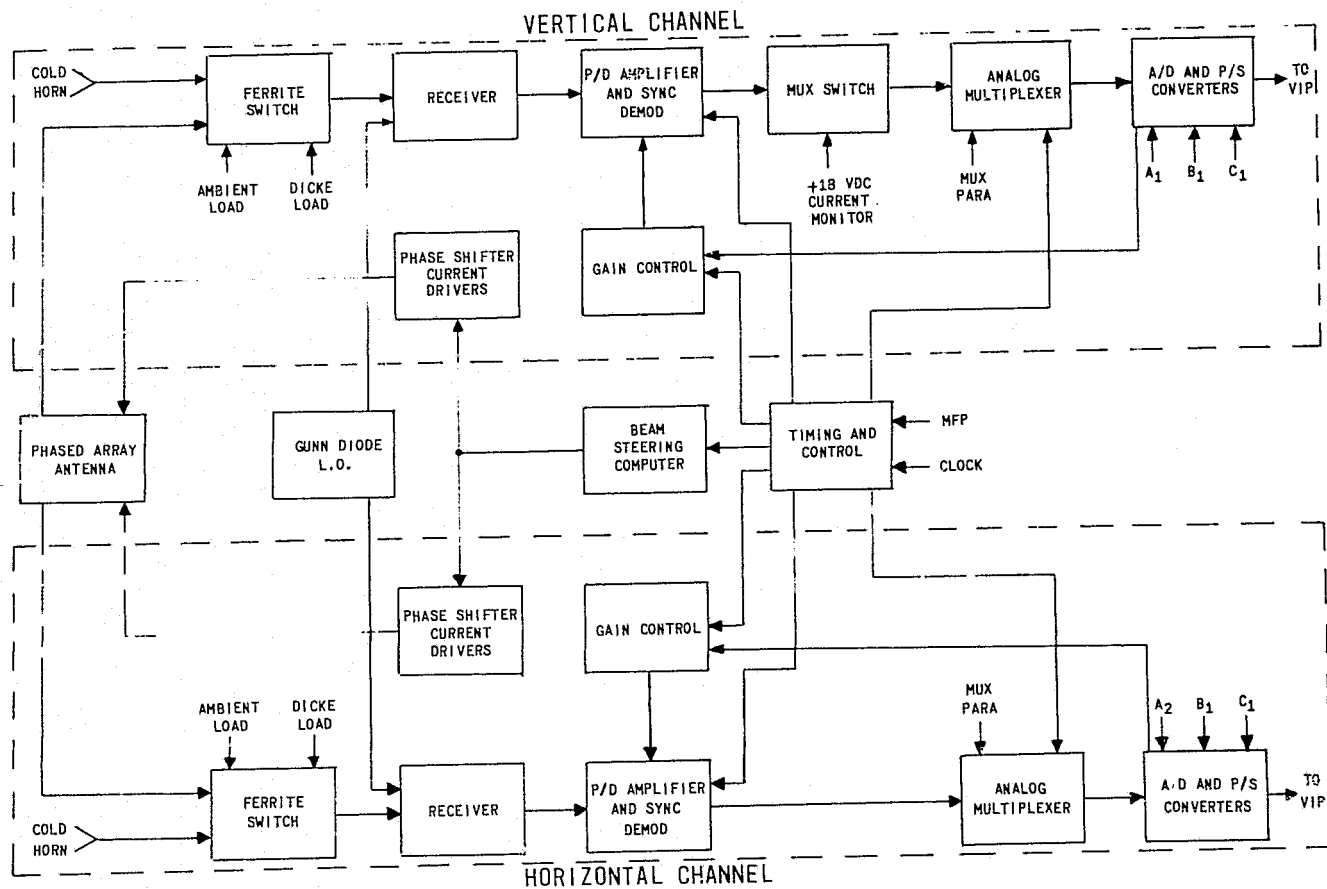 VERTICAL CHANNEL
COLD
HORN
FERRITE
SWITCH
AMBIENT
LOAD
DICKE
LOAD
RECEIVER
P/D AMPLIFIER
AND SYNC
DEMOD
MUX SWITCH
+18 VDC
CURRENT
MONITOR
ANALOG
MULTIPLEXER
MUX
PARA
A/D AND P/S
CONVERTERS
TO
VIP
A1
B1
C1
PHASE SHIFTER
CURRENT
DRIVERS
GAIN CONTROL
PHASED ARRAY
ANTENNA
GUNN DIODE
L.O.
BEAM
STEERING
COMPUTER
TIMING AND
CONTROL
MFP
CLOCK
PHASE SHIFTER
CURRENT
DRIVERS
GAIN CONTROL
AMBIENT
LOAD
DICKE
LOAD
MUX
PARA
A2
B1
C1
COLD
HORN
FERRITE
SWITCH
RECEIVER
P/D AMPLIFIER
AND SYNC
DEMOD
ANALOG
MULTIPLEXER
A/D AND P/S
CONVERTERS
TO
VIP
HORIZONTAL CHANNEL